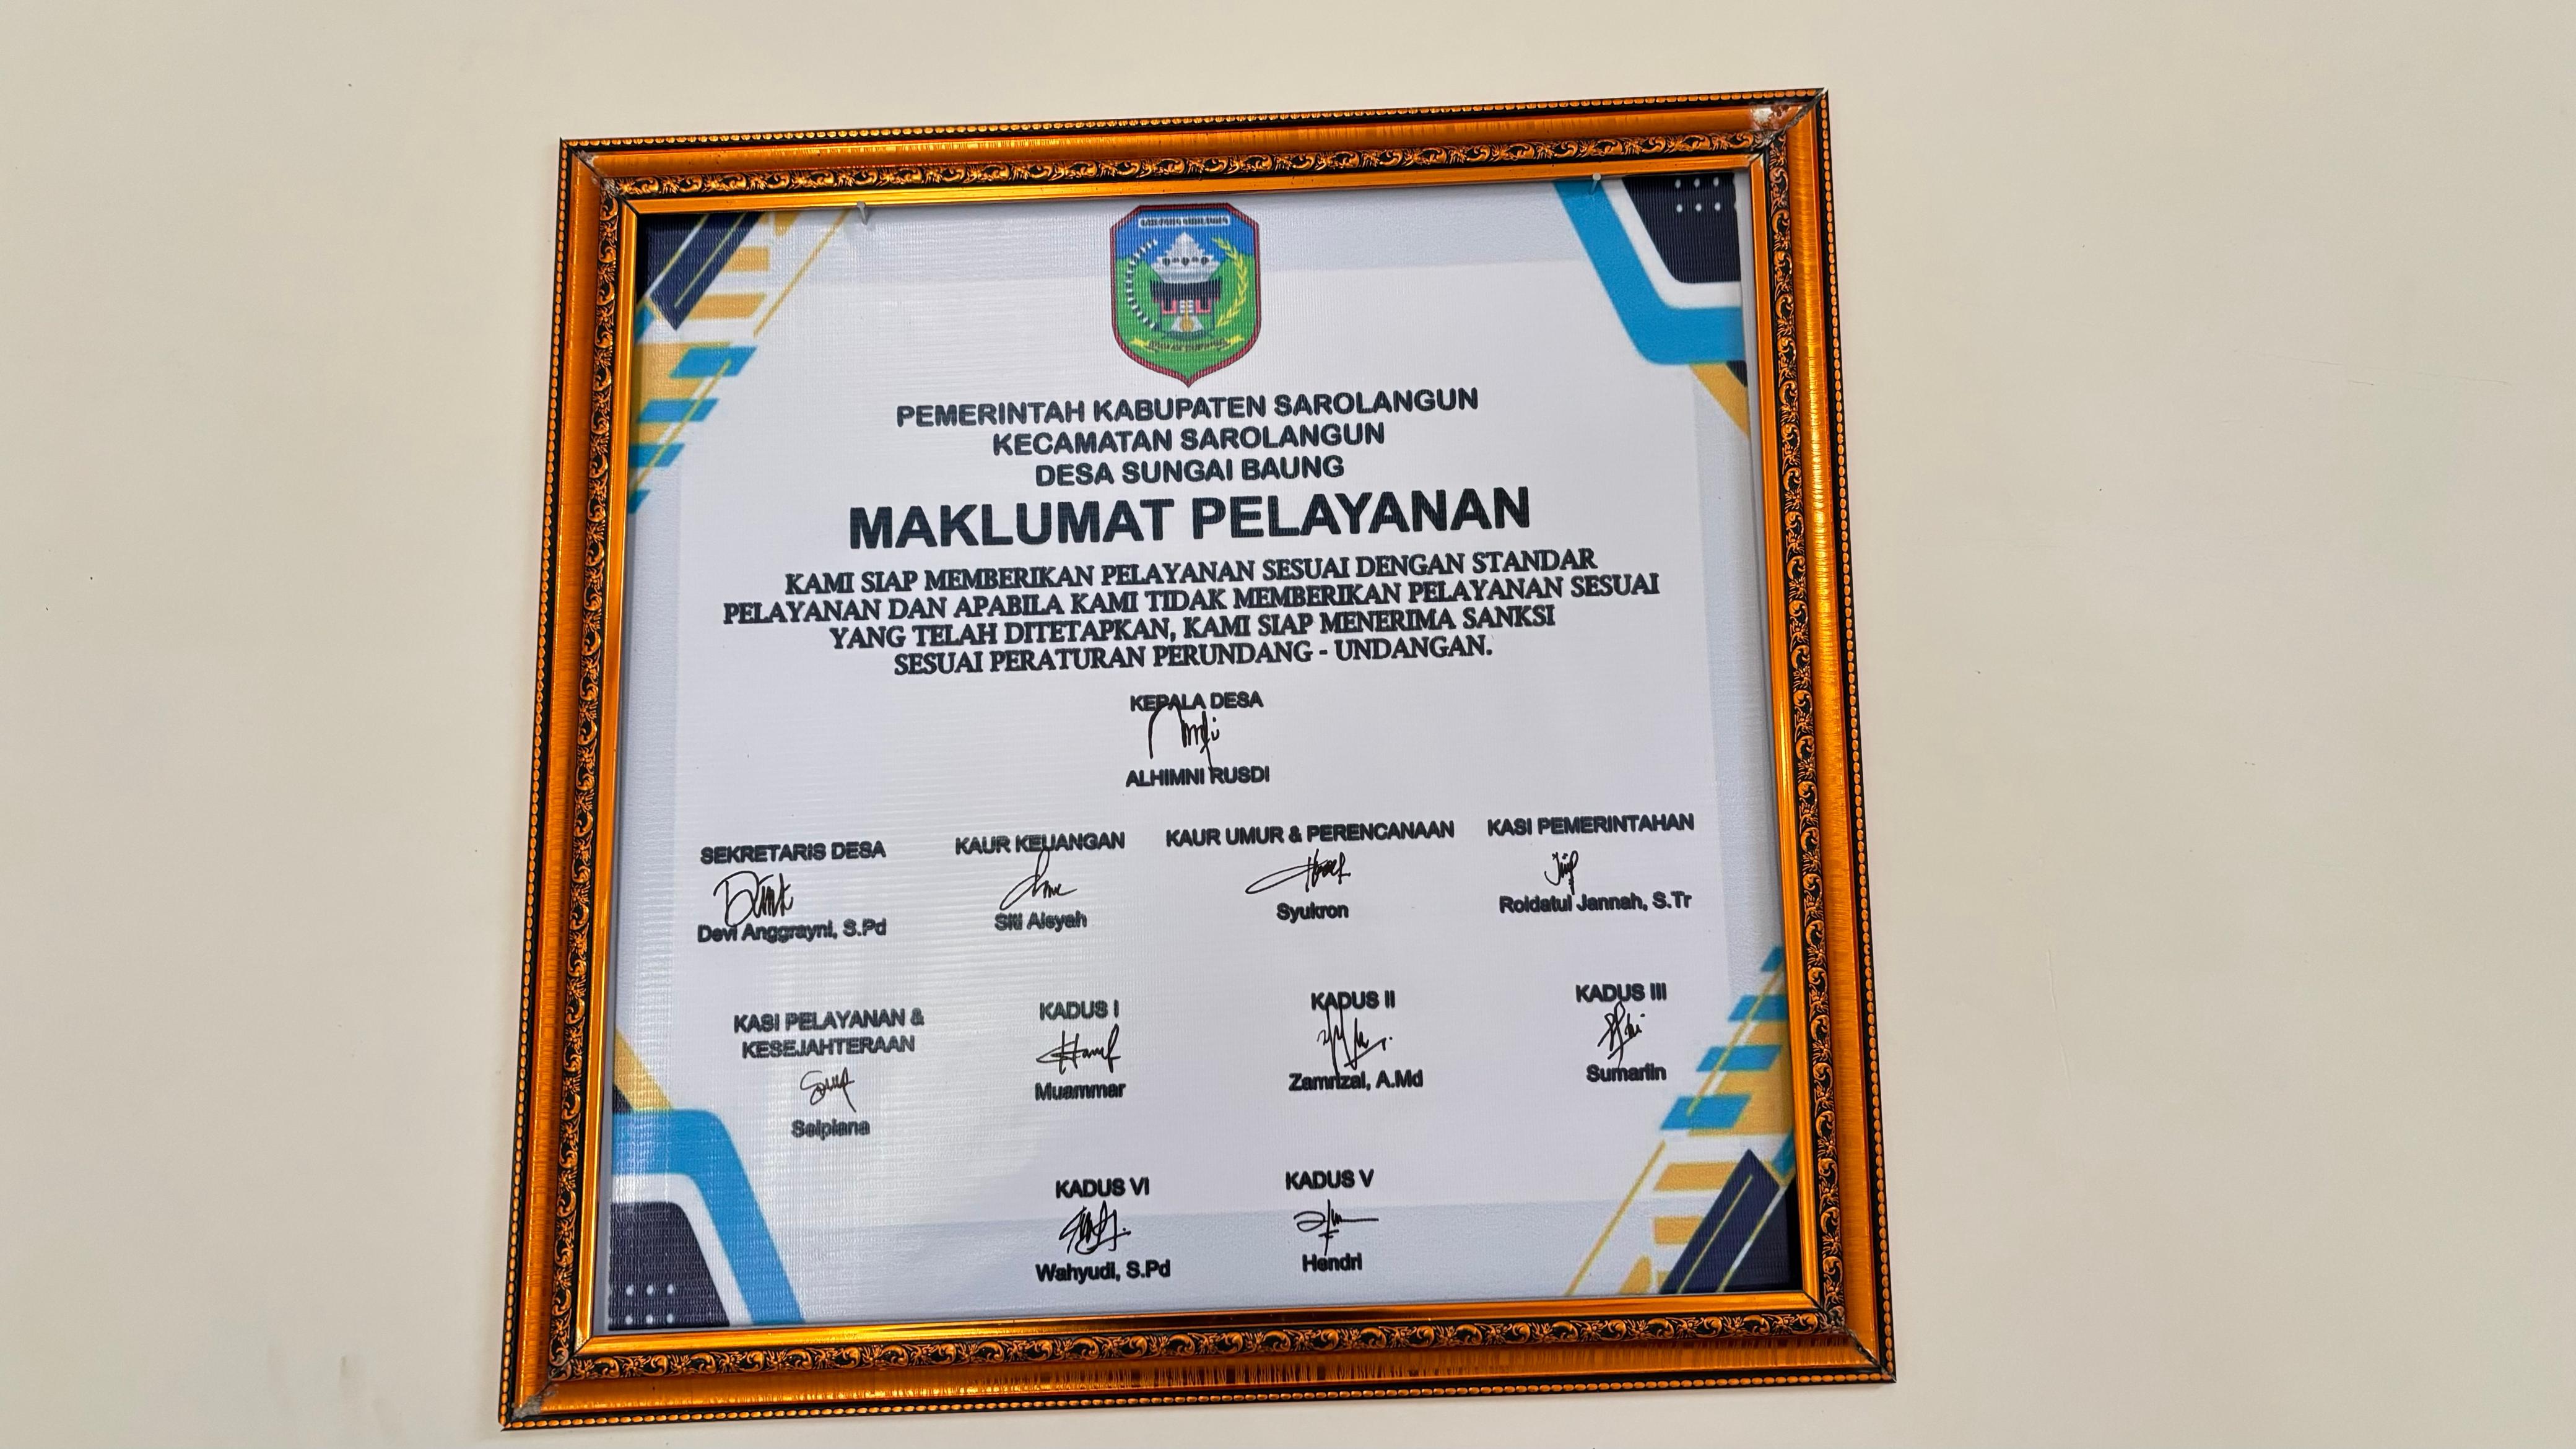 PEMERINTAH KABUPATEN SAROLANGUN
KECAMATAN SAROLANGUN
DESA SUNGAI BAUNG
MAKLUMAT PELAYANAN
KAMI SIAP MEMBERIKAN PELAYANAN SESUAI DENGAN STANDAR
PELAYANAN DAN APABILA KAMI TIDAK MEMBERIKAN PELAYANAN SESUAI
YANG TELAH DITETAPKAN, KAMI SIAP MENERIMA SANKSI
SESUAI PERATURAN PERUNDANG - UNDANGAN.
KEPALA DESA
ALHIMNI RUSDI
SEKRETARIS DESA
Devi Anggrayni, S.Pd
KAUR KEUANGAN
Siti Aisyah
KAUR UMUR & PERENCANAAN
Syukron
KASI PEMERINTAHAN
Roidatul Jannah, S.Tr
KASI PELAYANAN &
KESEJAHTERAAN
Selpiana
KADUS I
Muammar
KADUS II
Zamrizal, A.Md
KADUS III
Sumarlin
KADUS VI
Wahyudi, S.Pd
KADUS V
Hendri